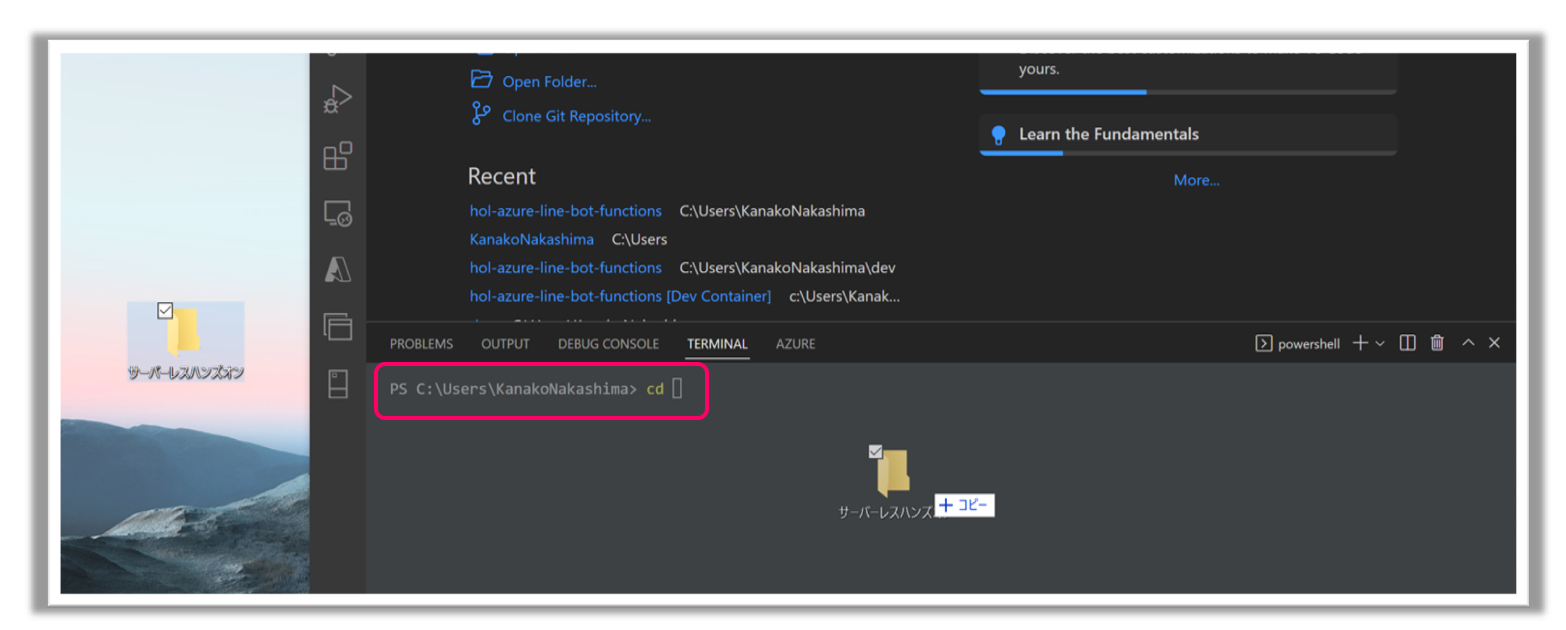 yours.
Open Folder...
Clone Git Repository...
Learn the Fundamentals
More...
Recent
hol-azure-line-bot-functions C:\Users\KanakoNakashima
KanakoNakashima C:\Users
hol-azure-line-bot-functions C:\Users\KanakoNakashima\dev
hol-azure-line-bot-functions [Dev Container] c:\Users\Kanak...
サーバーレスハンズオン
PROBLEMS OUTPUT DEBUG CONSOLE TERMINAL AZURE powershell
PS C:\Users\KanakoNakashima> cd
サーバーレスハンズ
コピー